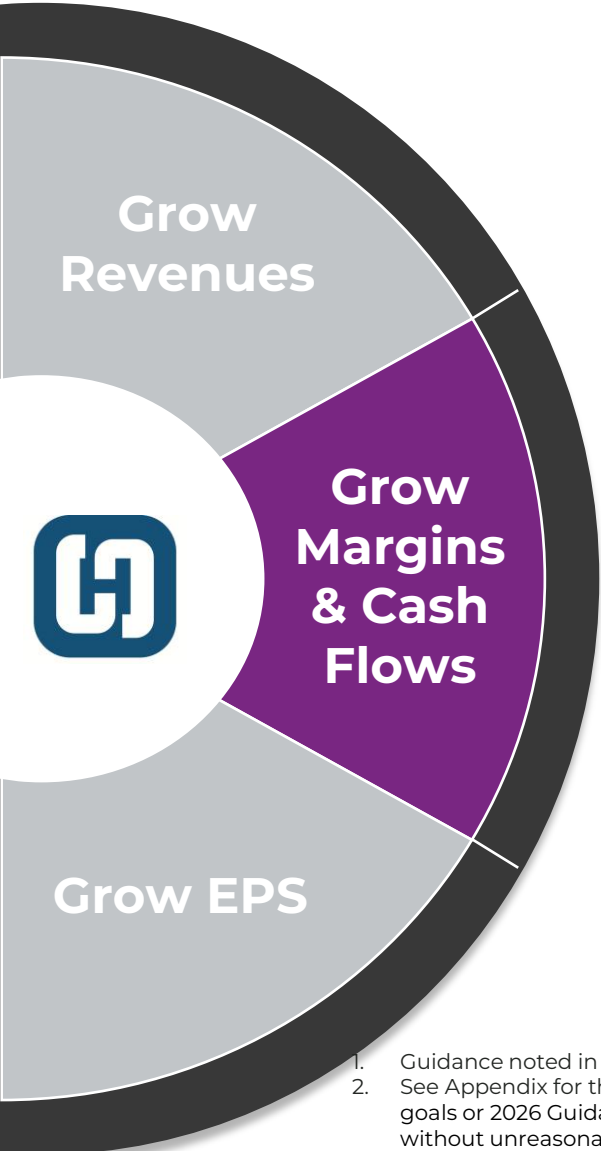 Grow
Revenues
Grow
Margins
& Cash
Flows
Grow EPS
1. Guidance noted in
2. See Appendix for th
goals or 2026 Guida
without unreasona